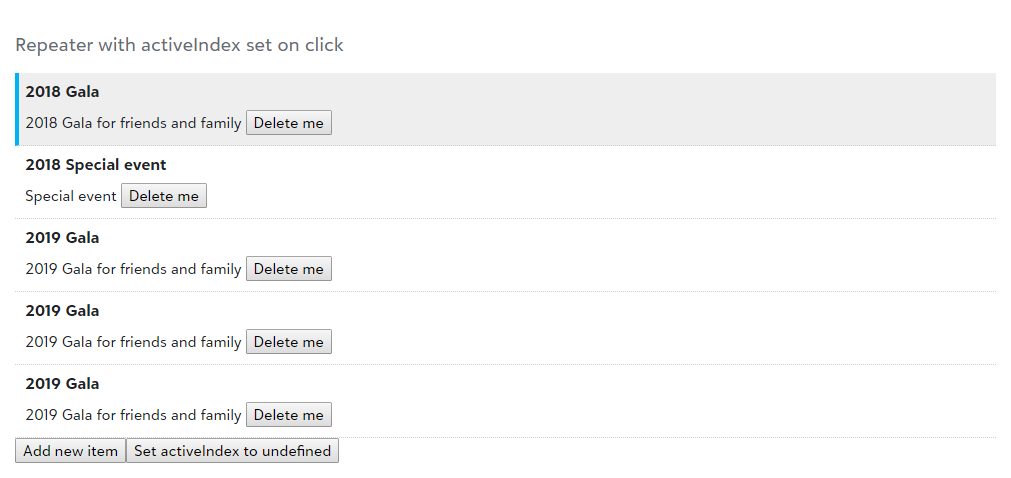 Repeater with activeIndex set on click
2018 Gala
2018 Gala for friends and family Delete me
2018 Special event
Special event Delete me
2019 Gala
2019 Gala for friends and family Delete me
2019 Gala
2019 Gala for friends and family Delete me
2019 Gala
2019 Gala for friends and family Delete me
Add new item Set activeIndex to undefined